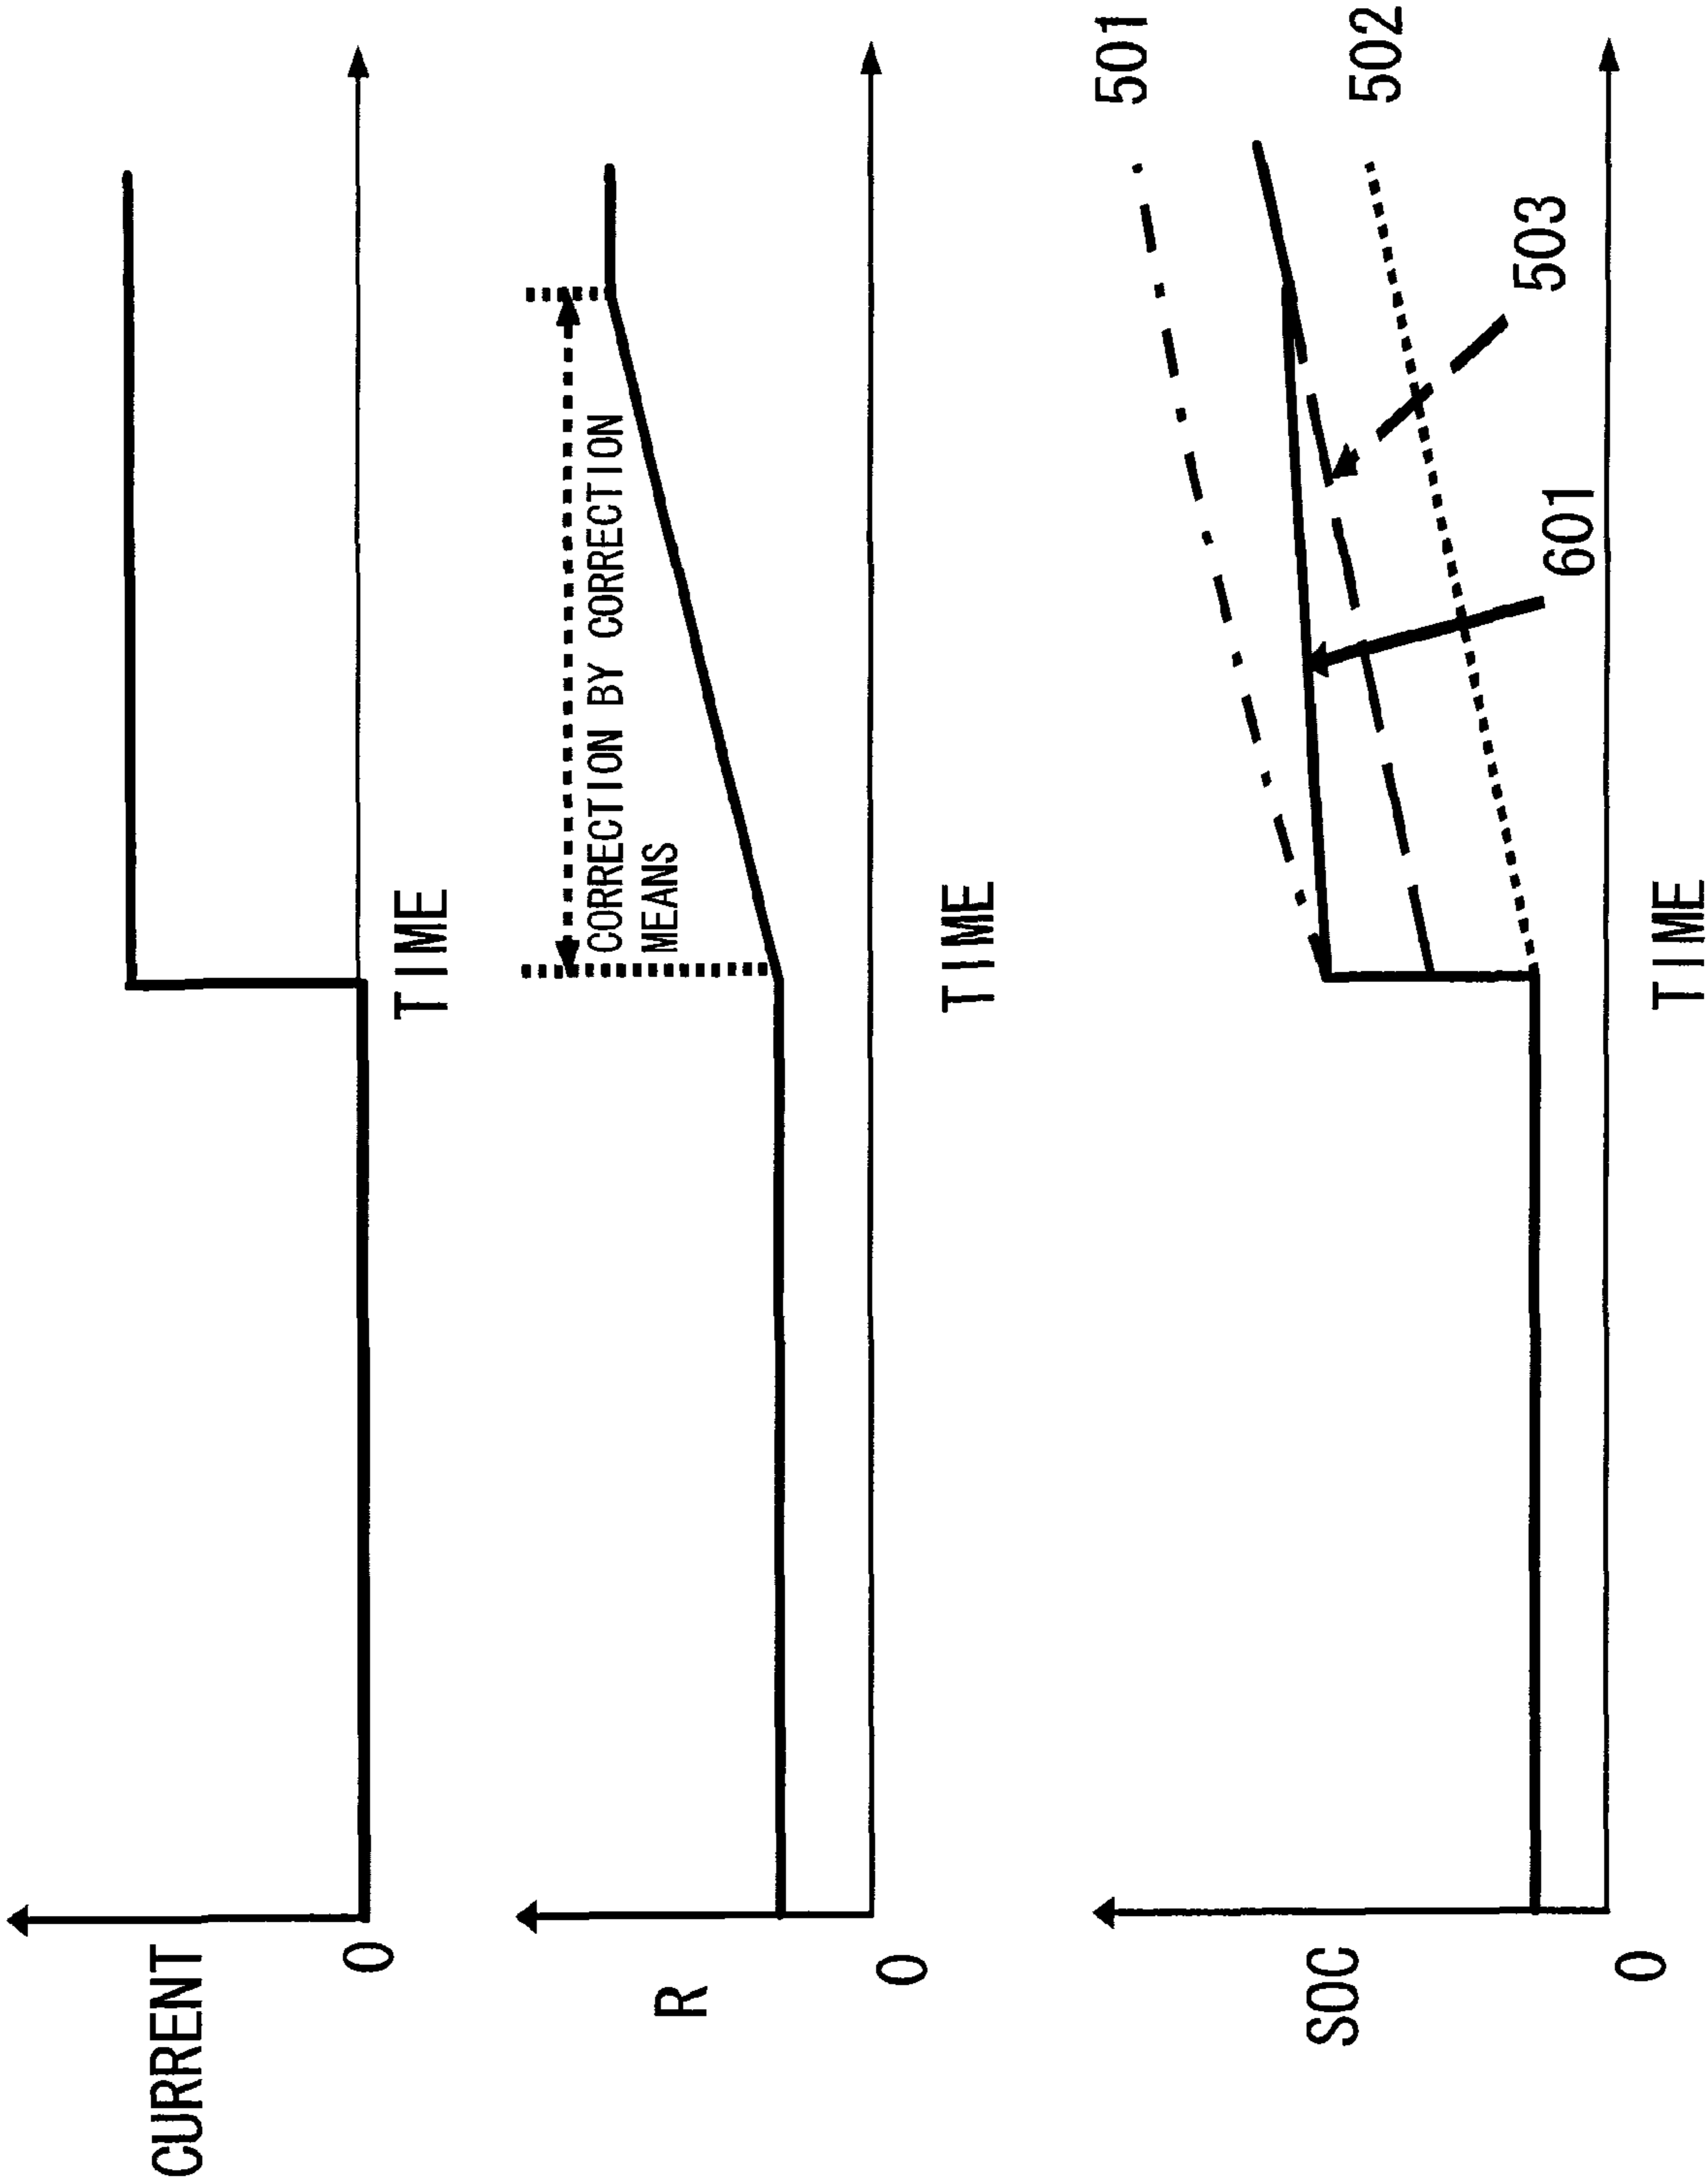 CURRENT
0
TIME
R
0
CORRECTION BY CORRECTION
MEANS
TIME
SOC
0
501
502
503
601
TIME